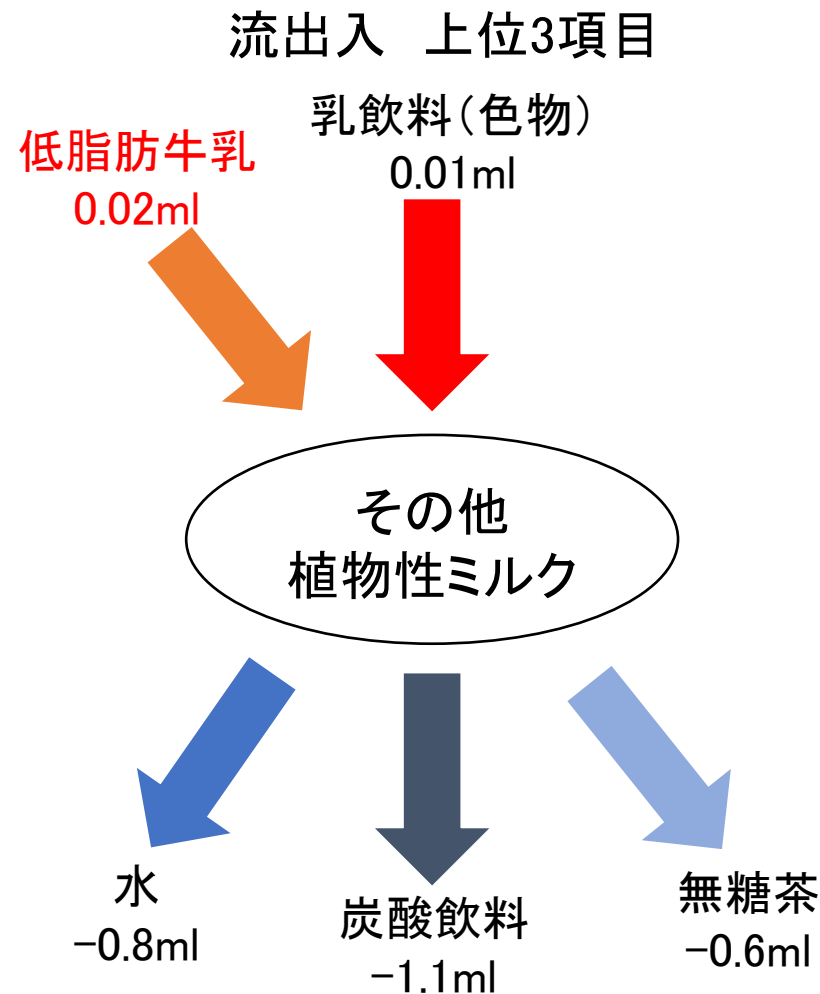 流出入　上位3項目
低脂肪牛乳
0.02ml
乳飲料（色物）
0.01ml
その他
植物性ミルク
水
-0.8ml
炭酸飲料
-1.1ml
無糖茶
-0.6ml